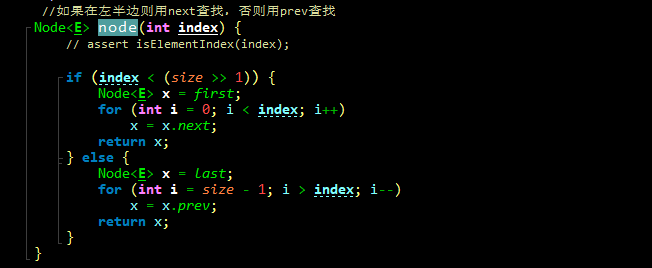 //如果在左半边则用next查找，否则用prev查找
Node<E> node(int index) {
// assert isElementIndex(index);
if (index < (size >> 1)) {
Node<E> x = first;
for (int i = 0; i < index; i++)
x = x.next;
return x;
} else {
Node<E> x = last;
for (int i = size - 1; i > index; i--)
x = x.prev;
return x;
}
}